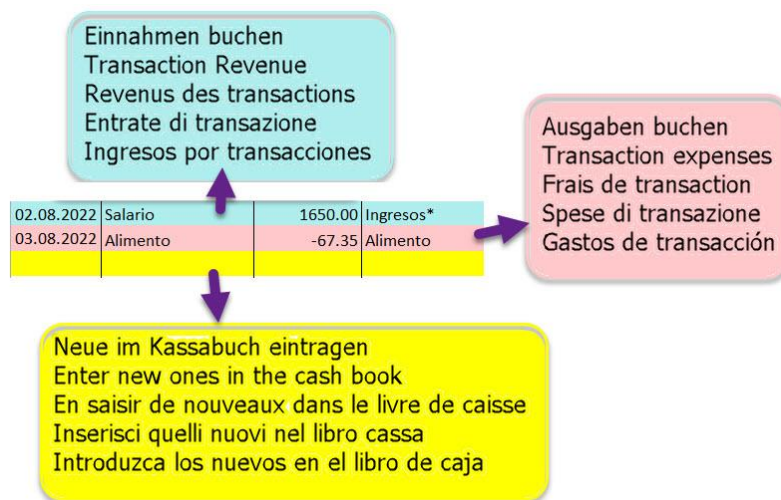 Einnahmen buchen
Transaction Revenue
Revenus des transactions
Entrate di transazione
Ingresos por transacciones
Ausgaben buchen
Transaction expenses
Frais de transaction
Spese di transazione
Gastos de transacción
02.08.2022 Salario 1650.00 Ingresos*
03.08.2022 Alimento -67.35 Alimento
Neue im Kassabuch eintragen
Enter new ones in the cash book
En saisir de nouveaux dans le livre de caisse
Inserisci quelli nuovi nel libro cassa
Introduzca los nuevos en el libro de caja